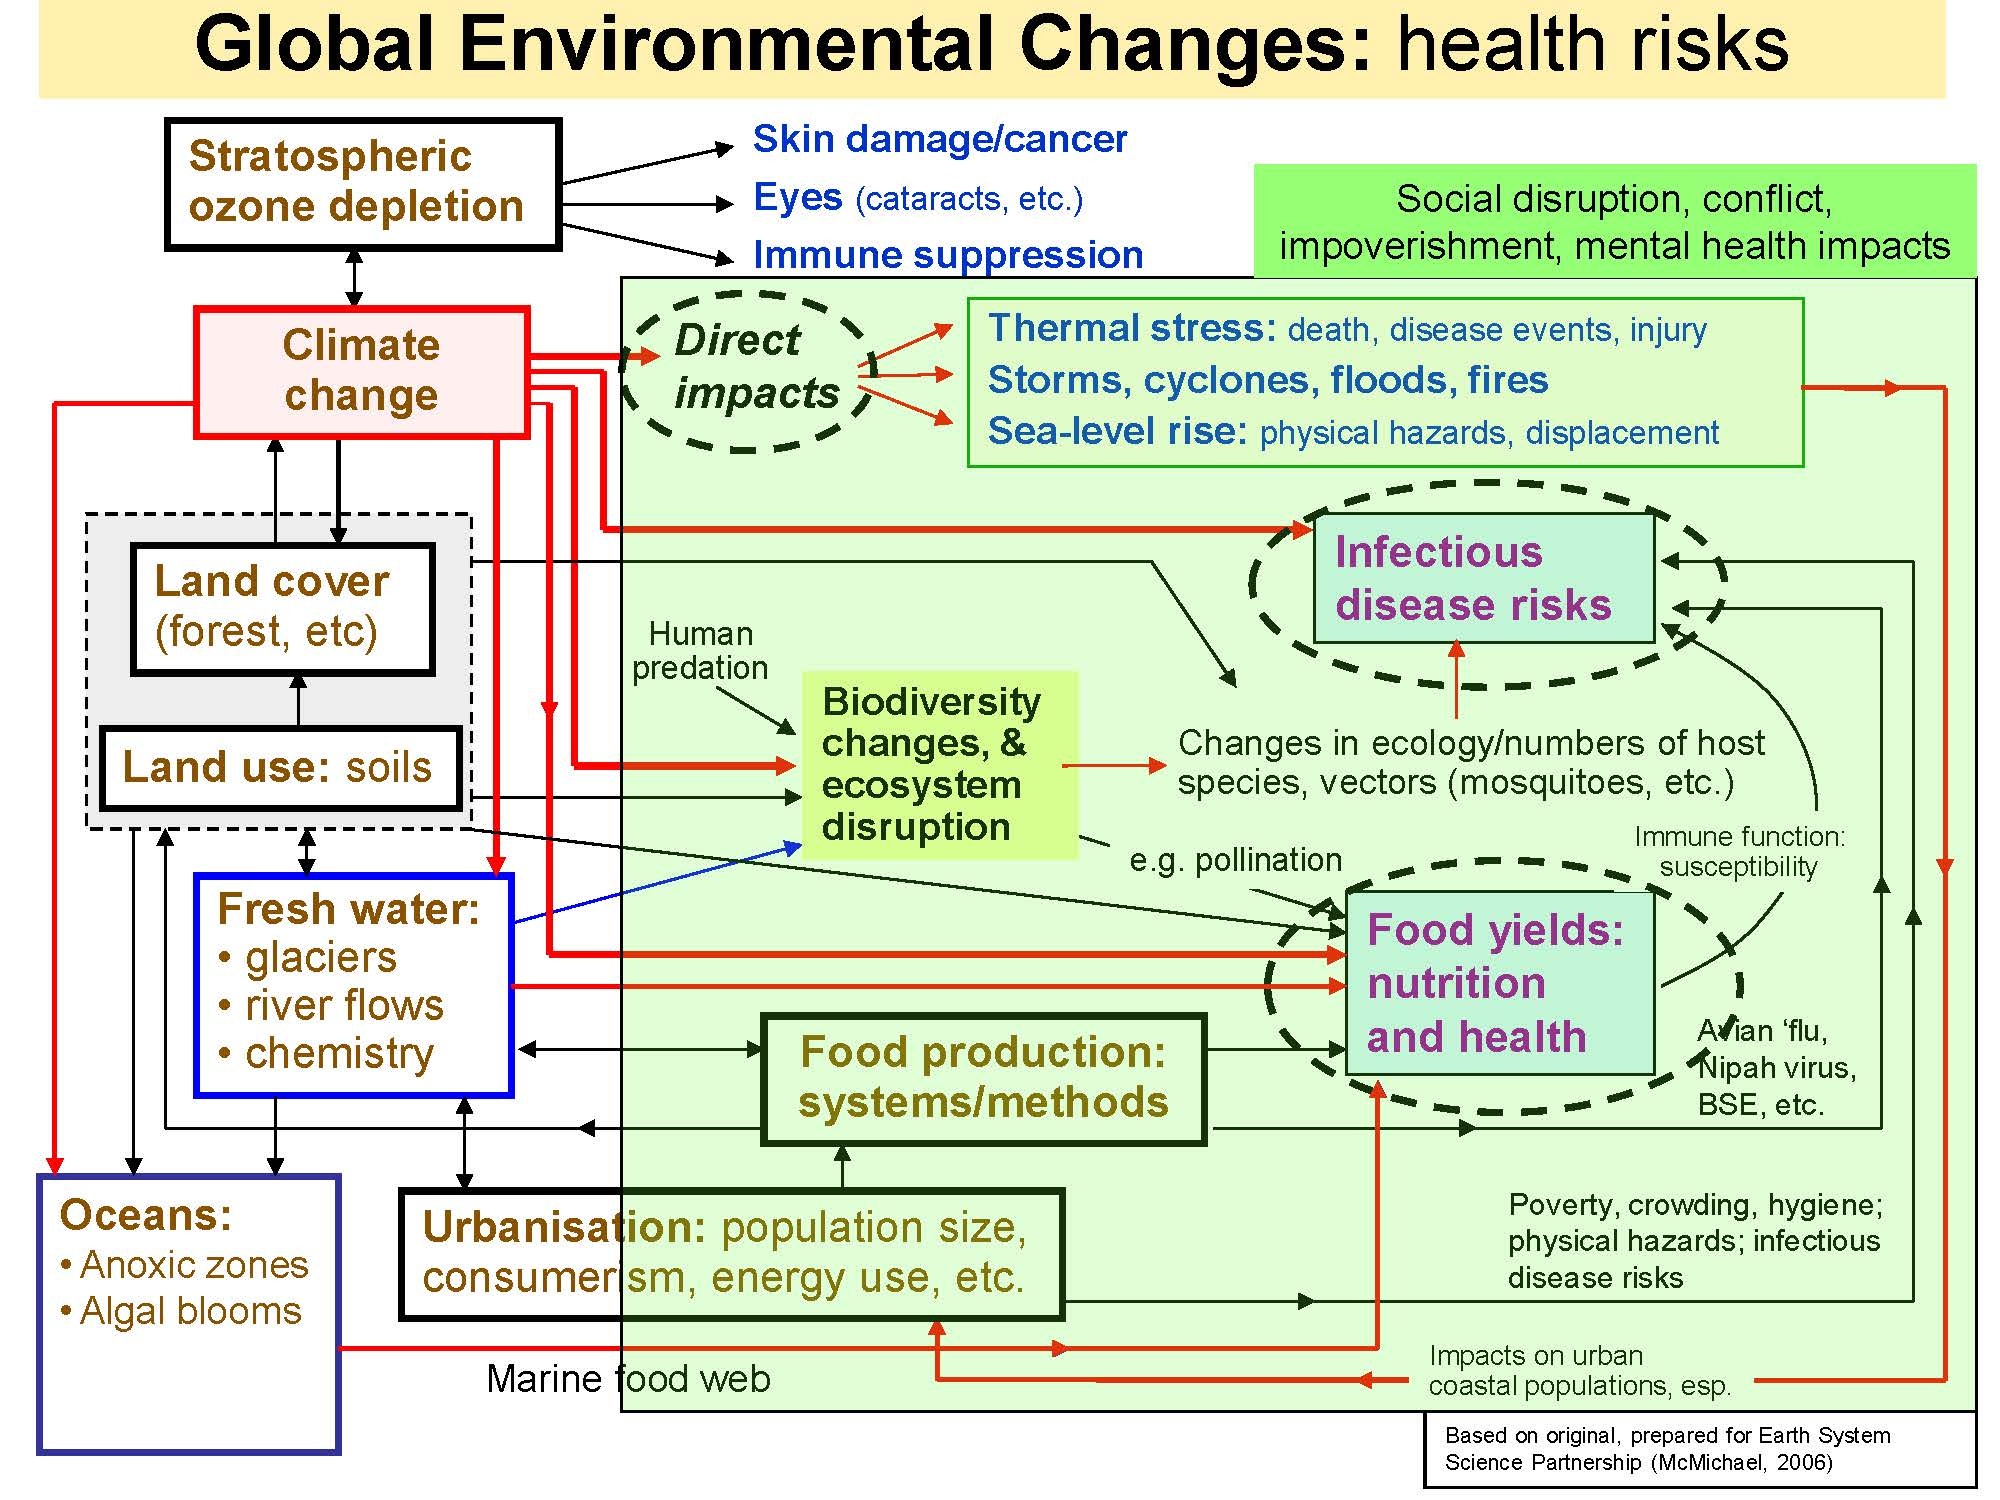 Global Environmental Changes: health risks
Stratospheric
ozone depletion
Skin damage/cancer
Eyes (cataracts, etc.)
Immune suppression
Social disruption, conflict,
impoverishment, mental health impacts
Climate
change
Direct
impacts
Thermal stress: death, disease events, injury
Storms, cyclones, floods, fires
Sea-level rise: physical hazards, displacement
Infectious
disease risks
Land cover
(forest, etc)
Human
predation
Land use: soils
Biodiversity
changes, &
ecosystem
disruption
Changes in ecology/numbers of host
species, vectors (mosquitoes, etc.)
e.g. pollination
Immune function:
susceptibility
Fresh water:
• glaciers
• river flows
• chemistry
Food yields:
nutrition
and health
Food production:
systems/methods
Avian ‘flu,
Nipah virus,
BSE, etc.
Oceans:
• Anoxic zones
• Algal blooms
Urbanisation: population size,
consumerism, energy use, etc.
Poverty, crowding, hygiene;
physical hazards; infectious
disease risks
Marine food web
Impacts on urban
coastal populations, esp.
Based on original, prepared for Earth System
Science Partnership (McMichael, 2006)